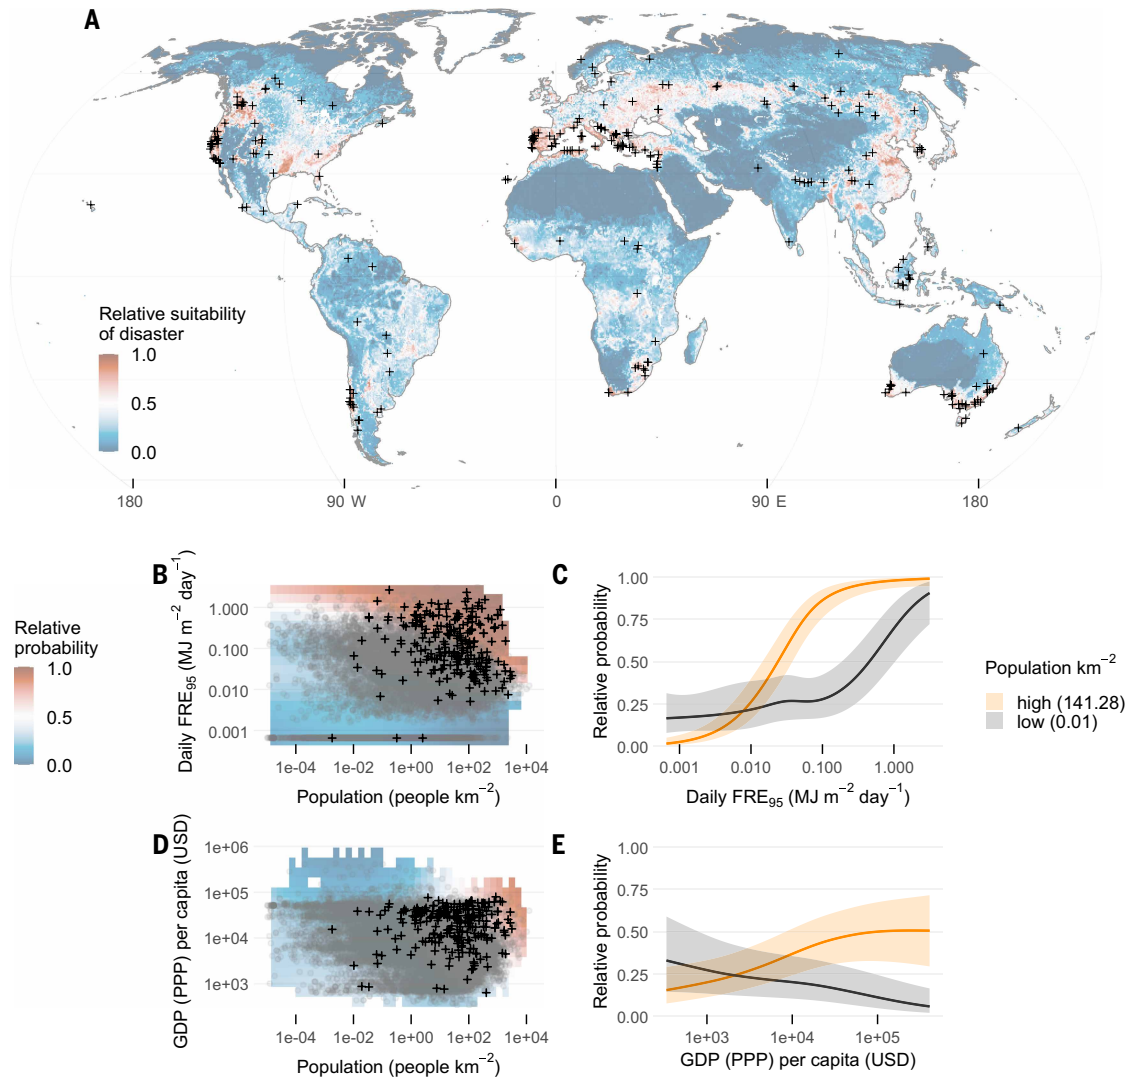 A
Relative suitability
of disaster
1.0
0.5
0.0
180
90 W
0
90 E
180
B
Daily FRE95 (MJ m−2 day−1)
1.000
0.100
0.010
0.001
1e-04
1e-02
1e+00
1e+02
1e+04
Population (people km−2)
Relative
probability
1.0
0.5
0.0
C
Relative probability
1.00
0.75
0.50
0.25
0.00
0.001
0.010
0.100
1.000
Daily FRE95 (MJ m−2 day−1)
Population km−2
high (141.28)
low (0.01)
D
GDP (PPP) per capita (USD)
1e+06
1e+05
1e+04
1e+03
1e-04
1e-02
1e+00
1e+02
1e+04
Population (people km−2)
E
Relative probability
1.00
0.75
0.50
0.25
0.00
1e+03
1e+04
1e+05
GDP (PPP) per capita (USD)